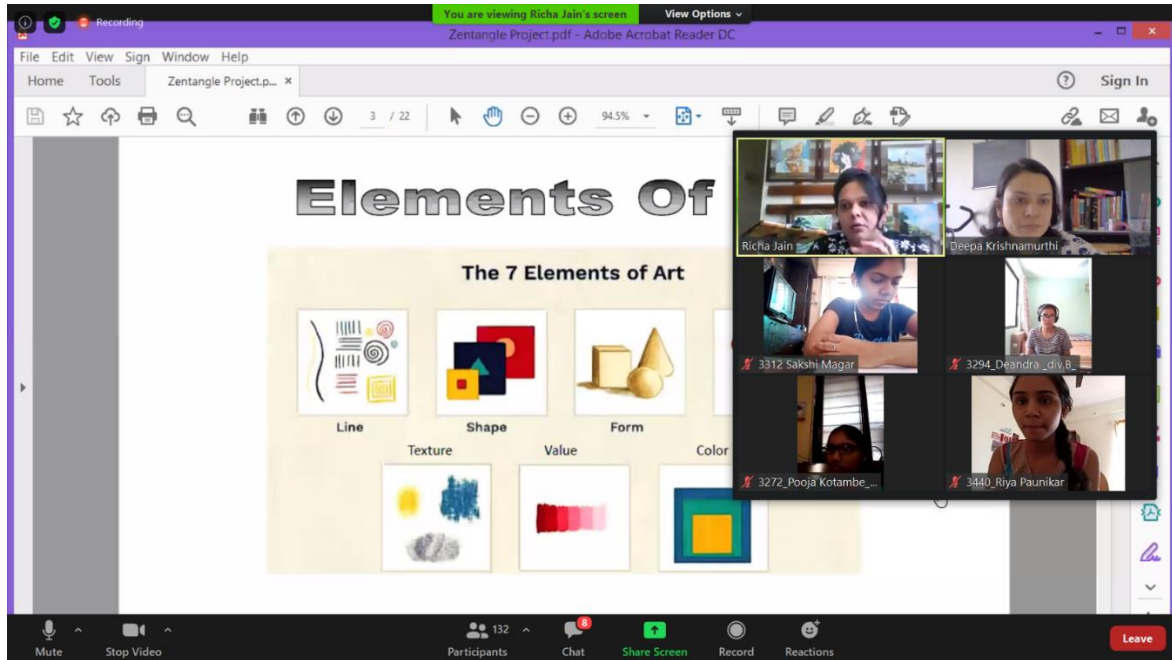 Recording
You are viewing Richa Jain's screen View Options
Zentangle Project.pdf - Adobe Acrobat Reader DC
File Edit View Sign Window Help
Home Tools Zentangle Project.p... × Sign In
3 / 22 94.5%
Elements Of
The 7 Elements of Art
Line Shape Form
Texture Value Color
Richa Jain Deepa Krishnamurthi
3312 Sakshi Magar 3294_Deandra _div.B_
3272_Pooja Kotambe_... 3440_Riya Paunikar
132 8
Mute Stop Video Participants Chat Share Screen Record Reactions Leave